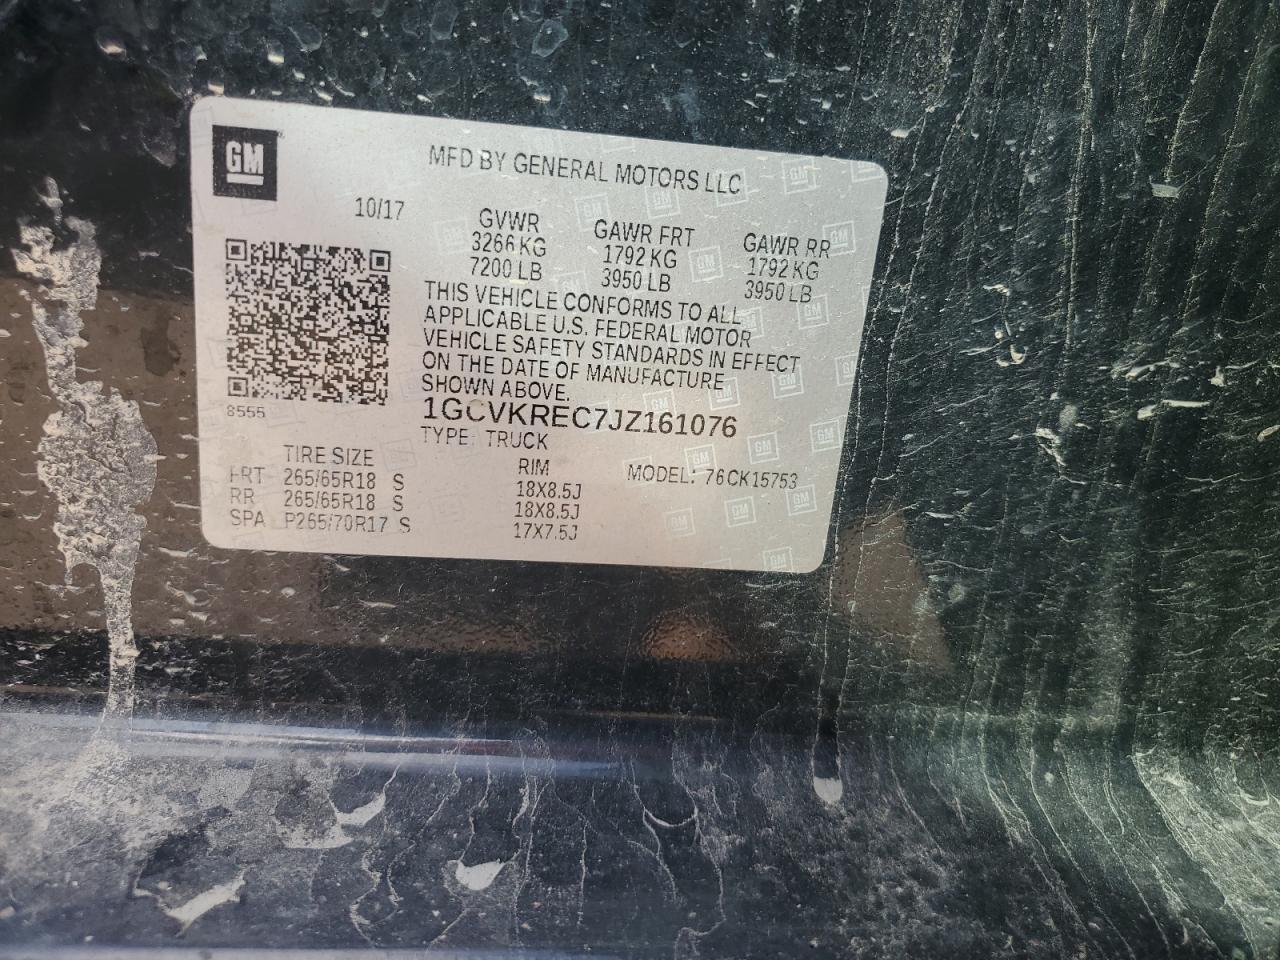 GM
MFD BY GENERAL MOTORS LLC
10/17
GVWR GAWR FRT GAWR RR
3266 KG 1792 KG 1792 KG
7200 LB 3950 LB 3950 LB
THIS VEHICLE CONFORMS TO ALL
APPLICABLE U.S. FEDERAL MOTOR
VEHICLE SAFETY STANDARDS IN EFFECT
ON THE DATE OF MANUFACTURE
SHOWN ABOVE.
8555
1GCVKREC7JZ161076
TYPE: TRUCK
TIRE SIZE RIM MODEL: 76CK15753
FRT 265/65R18 S 18X8.5J
RR 265/65R18 S 18X8.5J
SPA P265/70R17 S 17X7.5J